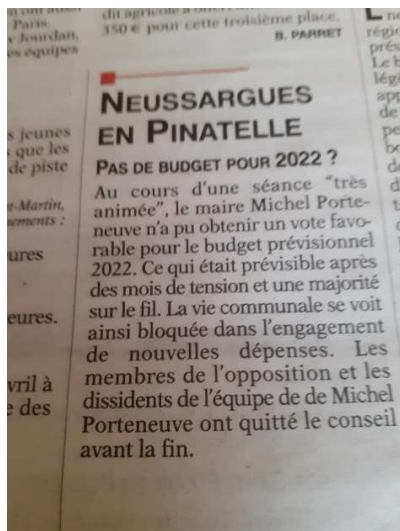 dit agricole a
350 € pour cette troisième place.
B. PARRET
Paris.
Jourdan,
es équipes
s jeunes
que les
de piste
t-Martin,
nements :
ures
eures.
vril à
e des
NEUSSARGUES
EN PINATELLE
PAS DE BUDGET POUR 2022 ?
Au cours d'une séance "très
animée", le maire Michel Porte-
neuve n'a pu obtenir un vote favo-
rable pour le budget prévisionnel
2022. Ce qui était prévisible après
des mois de tension et une majorité
sur le fil. La vie communale se voit
ainsi bloquée dans l'engagement
de nouvelles dépenses. Les
membres de l'opposition et les
dissidents de l'équipe de de Michel
Porteneuve ont quitté le conseil
avant la fin.